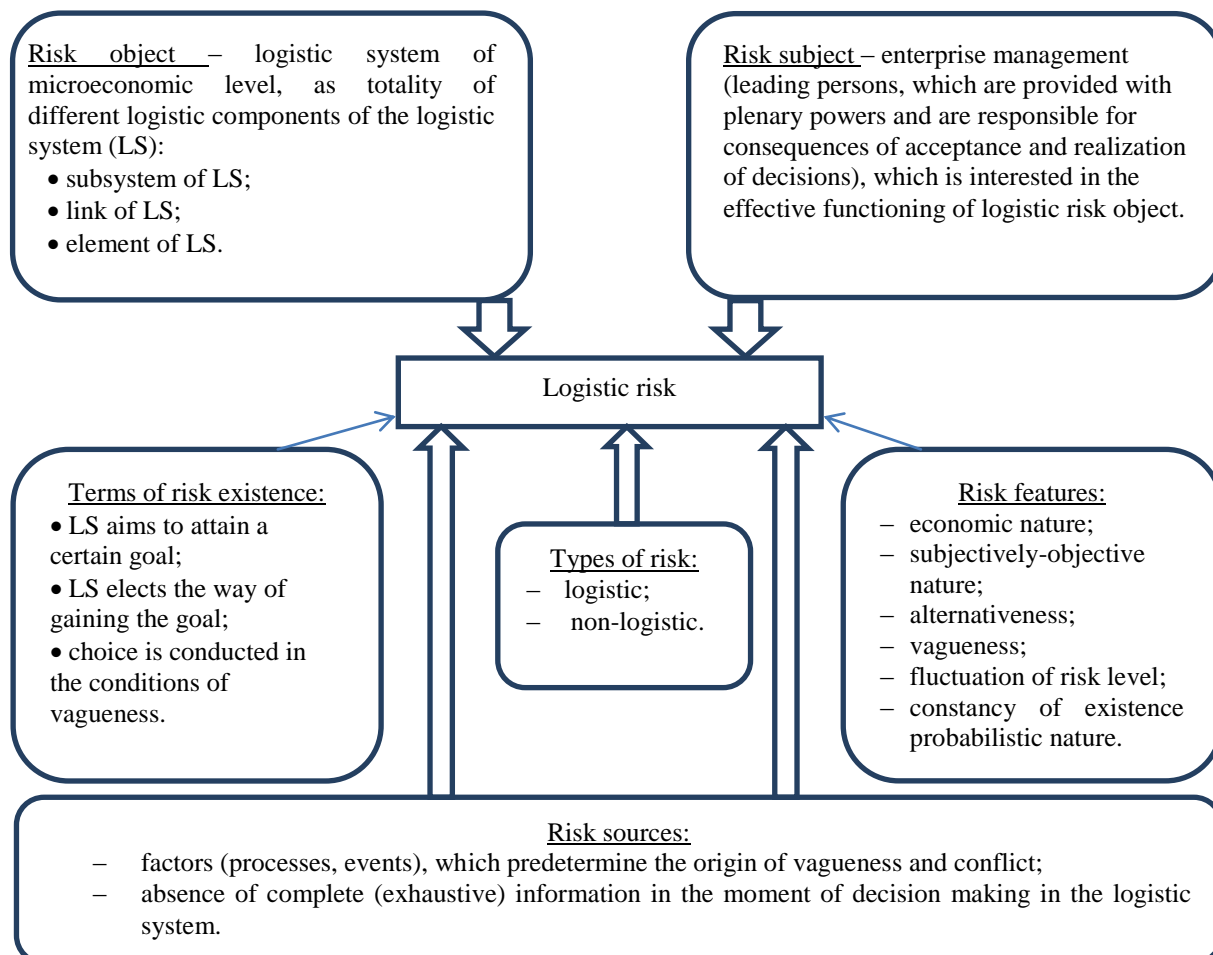 Risk object – logistic system of
microeconomic level, as totality of
different logistic components of the logistic
system (LS):
• subsystem of LS;
• link of LS;
• element of LS.
Risk subject – enterprise management
(leading persons, which are provided with
plenary powers and are responsible for
consequences of acceptance and realization
of decisions), which is interested in the
effective functioning of logistic risk object.
Logistic risk
Terms of risk existence:
• LS aims to attain a
certain goal;
• LS elects the way of
gaining the goal;
• choice is conducted in
the conditions of
vagueness.
Types of risk:
– logistic;
– non-logistic.
Risk features:
– economic nature;
– subjectively-objective
nature;
– alternativeness;
– vagueness;
– fluctuation of risk level;
– constancy of existence
probabilistic nature.
Risk sources:
– factors (processes, events), which predetermine the origin of vagueness and conflict;
– absence of complete (exhaustive) information in the moment of decision making in the logistic
system.